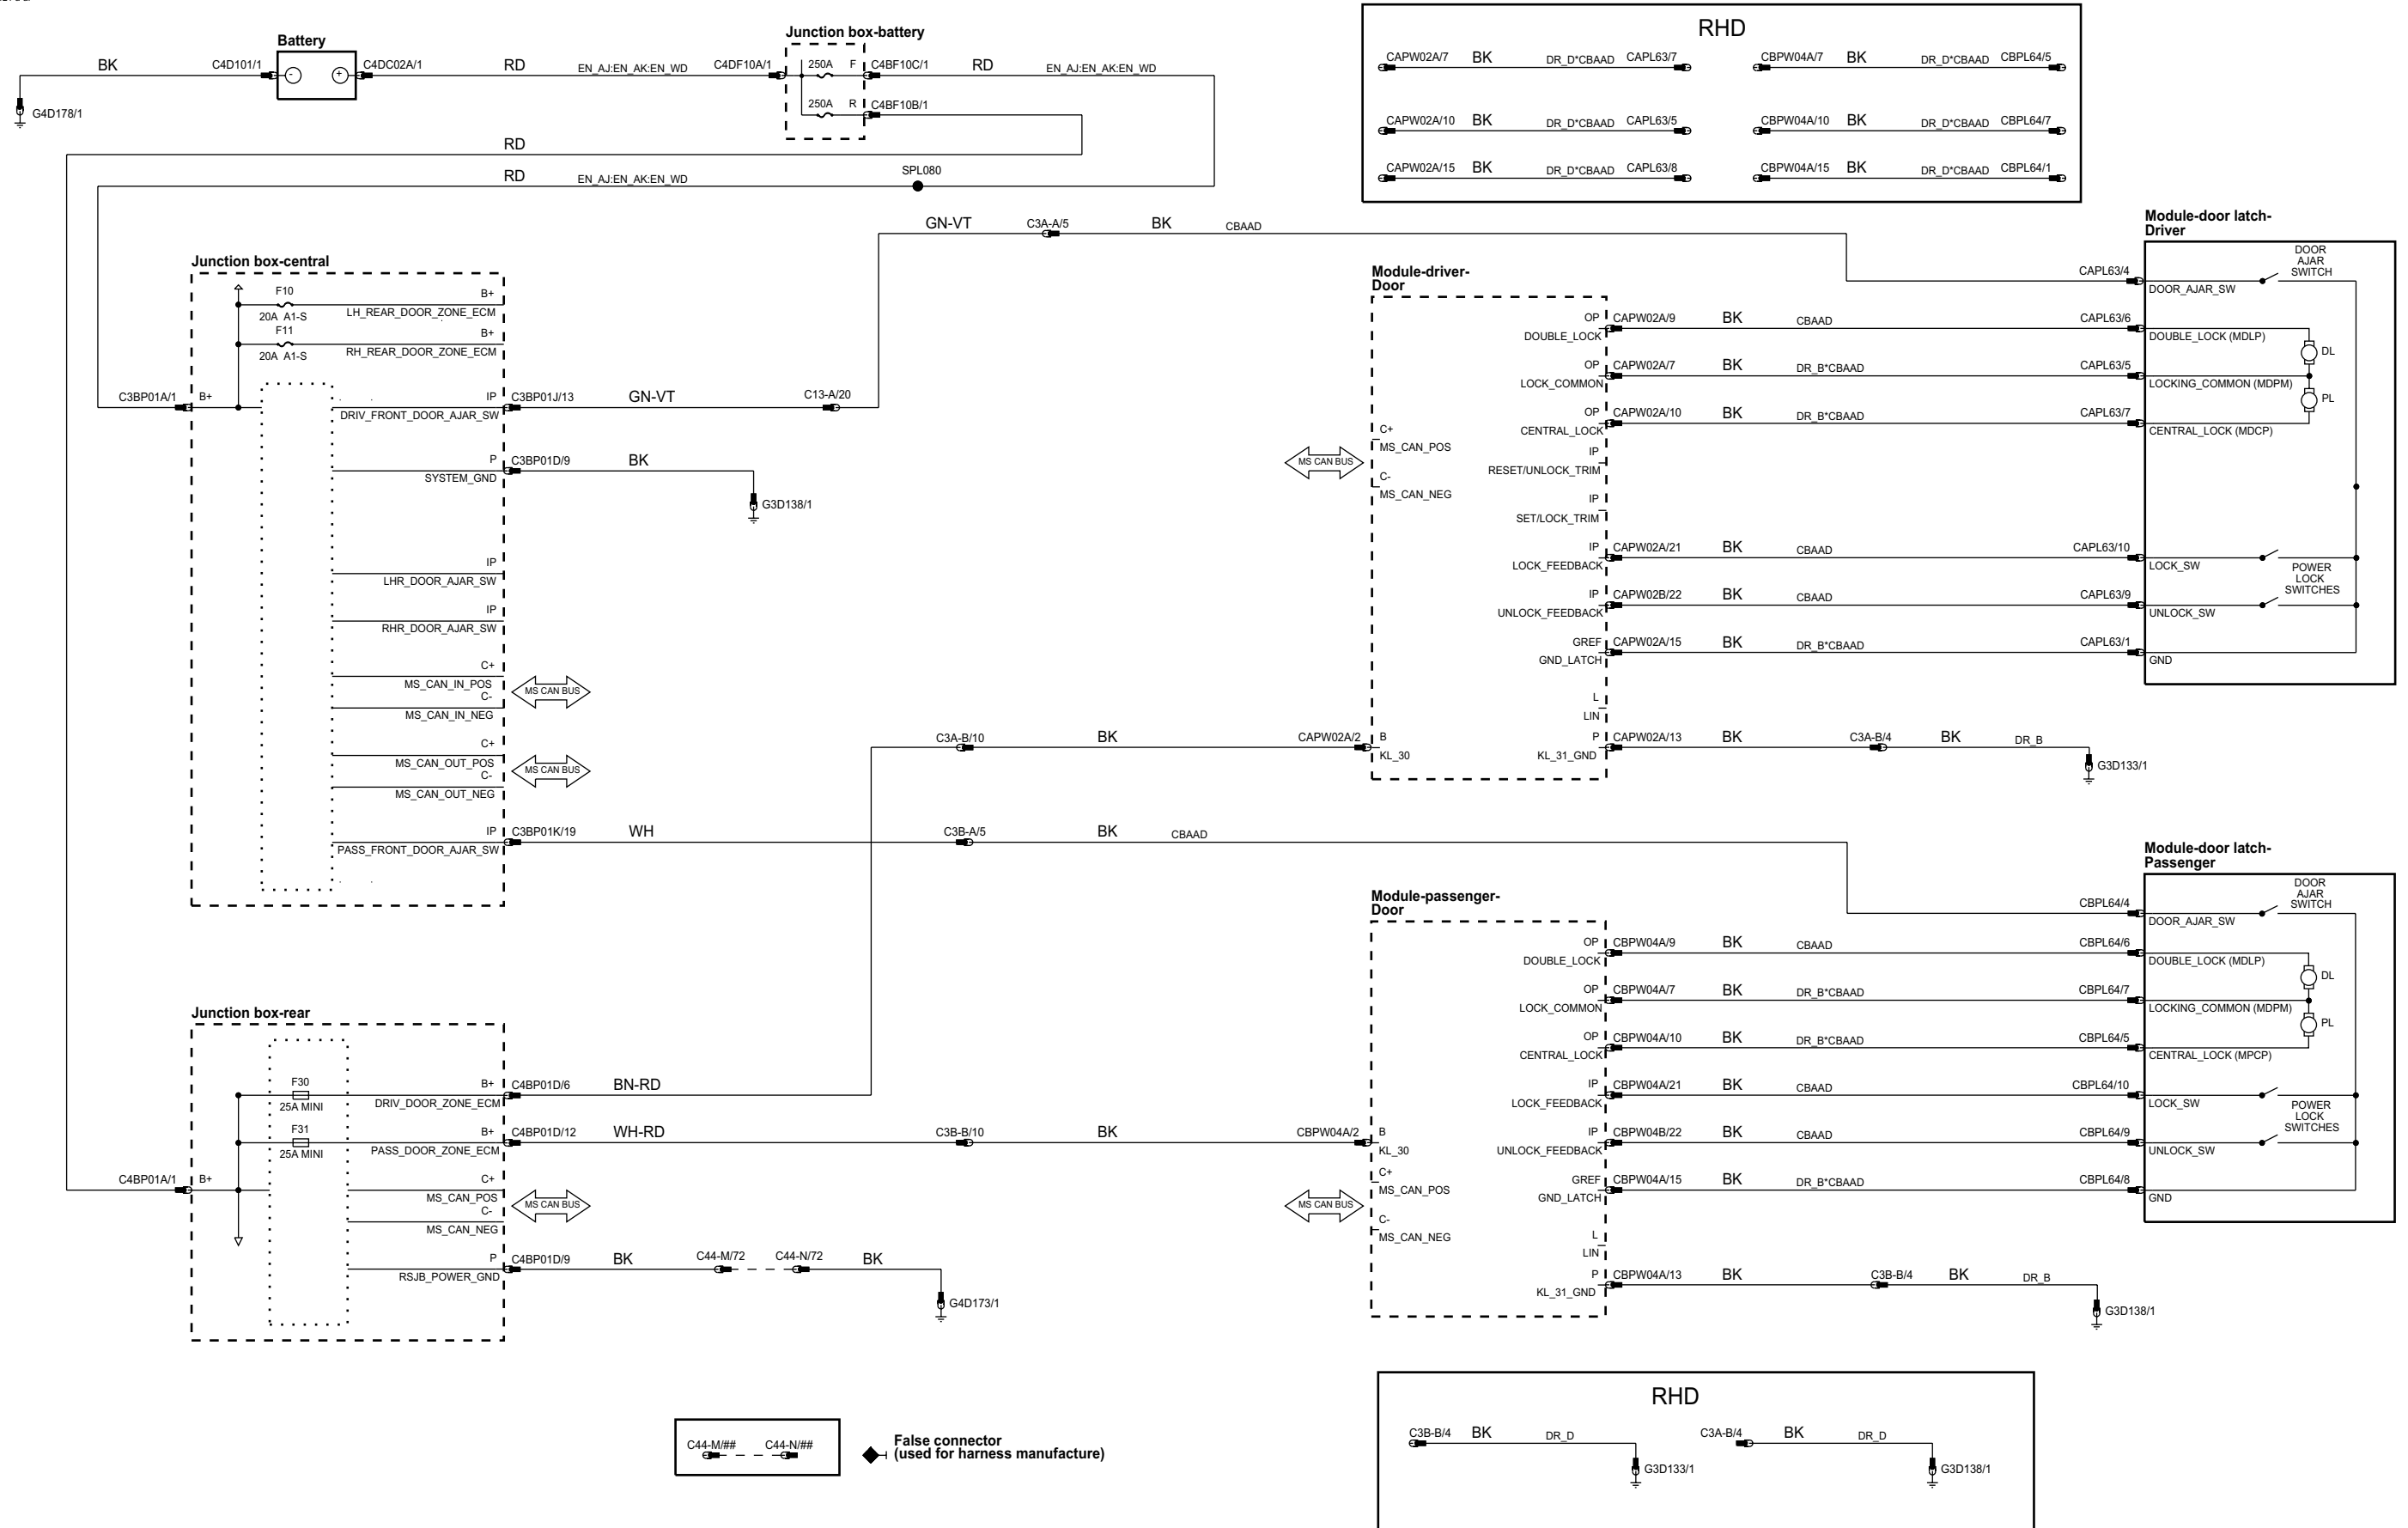 RHD
CAPW02A/7 BK DR_D*CBAAD CAPL63/7
CBPW04A/7 BK DR_D*CBAAD CBPL64/5
CAPW02A/10 BK DR_D*CBAAD CAPL63/5
CBPW04A/10 BK DR_D*CBAAD CBPL64/7
CAPW02A/15 BK DR_D*CBAAD CAPL63/8
CBPW04A/15 BK DR_D*CBAAD CBPL64/1
Battery
BK C4D101/1 - + C4DC02A/1 RD EN_AJ:EN_AK:EN_WD C4DF10A/1
G4D178/1
Junction box-battery
250A F C4BF10C/1 RD EN_AJ:EN_AK:EN_WD
250A R C4BF10B/1
RD
RD EN_AJ:EN_AK:EN_WD SPL080
GN-VT C3A-A/5 BK CBAAD
Junction box-central
F10 B+
20A A1-S LH_REAR_DOOR_ZONE_ECM
F11 B+
20A A1-S RH_REAR_DOOR_ZONE_ECM
C3BP01A/1 B+
IP C3BP01J/13 GN-VT C13-A/20
DRIV_FRONT_DOOR_AJAR_SW
P C3BP01D/9 BK
SYSTEM_GND
G3D138/1
IP
LHR_DOOR_AJAR_SW
IP
RHR_DOOR_AJAR_SW
C+
MS_CAN_IN_POS
C-
MS_CAN_IN_NEG
MS CAN BUS
C+
MS_CAN_OUT_POS
C-
MS_CAN_OUT_NEG
MS CAN BUS
IP C3BP01K/19 WH C3B-A/5 BK CBAAD
PASS_FRONT_DOOR_AJAR_SW
Module-driver-
Door
OP CAPW02A/9 BK CBAAD CAPL63/6
DOUBLE_LOCK
OP CAPW02A/7 BK DR_B*CBAAD CAPL63/5
LOCK_COMMON
OP CAPW02A/10 BK DR_B*CBAAD CAPL63/7
CENTRAL_LOCK
C+
MS_CAN_POS
C-
MS_CAN_NEG
MS CAN BUS
IP
RESET/UNLOCK_TRIM
IP
SET/LOCK_TRIM
IP CAPW02A/21 BK CBAAD CAPL63/10
LOCK_FEEDBACK
IP CAPW02B/22 BK CBAAD CAPL63/9
UNLOCK_FEEDBACK
GREF CAPW02A/15 BK DR_B*CBAAD CAPL63/1
GND_LATCH
L
LIN
C3A-B/10 BK CAPW02A/2 B
KL_30
P CAPW02A/13 BK C3A-B/4 BK DR_B
KL_31_GND
G3D133/1
Module-door latch-
Driver
DOOR
AJAR
SWITCH
CAPL63/4
DOOR_AJAR_SW
DOUBLE_LOCK (MDLP)
DL
LOCKING_COMMON (MDPM)
PL
CENTRAL_LOCK (MDCP)
LOCK_SW
POWER
LOCK
SWITCHES
UNLOCK_SW
GND
Module-door latch-
Passenger
DOOR
AJAR
SWITCH
CBPL64/4
DOOR_AJAR_SW
DOUBLE_LOCK (MDLP)
DL
LOCKING_COMMON (MDPM)
PL
CENTRAL_LOCK (MPCP)
LOCK_SW
POWER
LOCK
SWITCHES
UNLOCK_SW
GND
Module-passenger-
Door
OP CBPW04A/9 BK CBAAD CBPL64/6
DOUBLE_LOCK
OP CBPW04A/7 BK DR_B*CBAAD CBPL64/7
LOCK_COMMON
OP CBPW04A/10 BK DR_B*CBAAD CBPL64/5
CENTRAL_LOCK
IP CBPW04A/21 BK CBAAD CBPL64/10
LOCK_FEEDBACK
IP CBPW04B/22 BK CBAAD CBPL64/9
UNLOCK_FEEDBACK
GREF CBPW04A/15 BK DR_B*CBAAD CBPL64/8
GND_LATCH
B
KL_30
C+
MS_CAN_POS
C-
MS_CAN_NEG
MS CAN BUS
L
LIN
P CBPW04A/13 BK C3B-B/4 BK DR_B
KL_31_GND
G3D138/1
Junction box-rear
F30 B+ C4BP01D/6 BN-RD
25A MINI DRIV_DOOR_ZONE_ECM
F31 B+ C4BP01D/12 WH-RD C3B-B/10 BK CBPW04A/2
25A MINI PASS_DOOR_ZONE_ECM
C4BP01A/1 B+
C+
MS_CAN_POS
C-
MS_CAN_NEG
MS CAN BUS
P C4BP01D/9 BK C44-M/72 C44-N/72 BK
RSJB_POWER_GND
G4D173/1
C44-M/## C44-N/##
False connector
(used for harness manufacture)
RHD
C3B-B/4 BK DR_D
G3D133/1
C3A-B/4 BK DR_D
G3D138/1